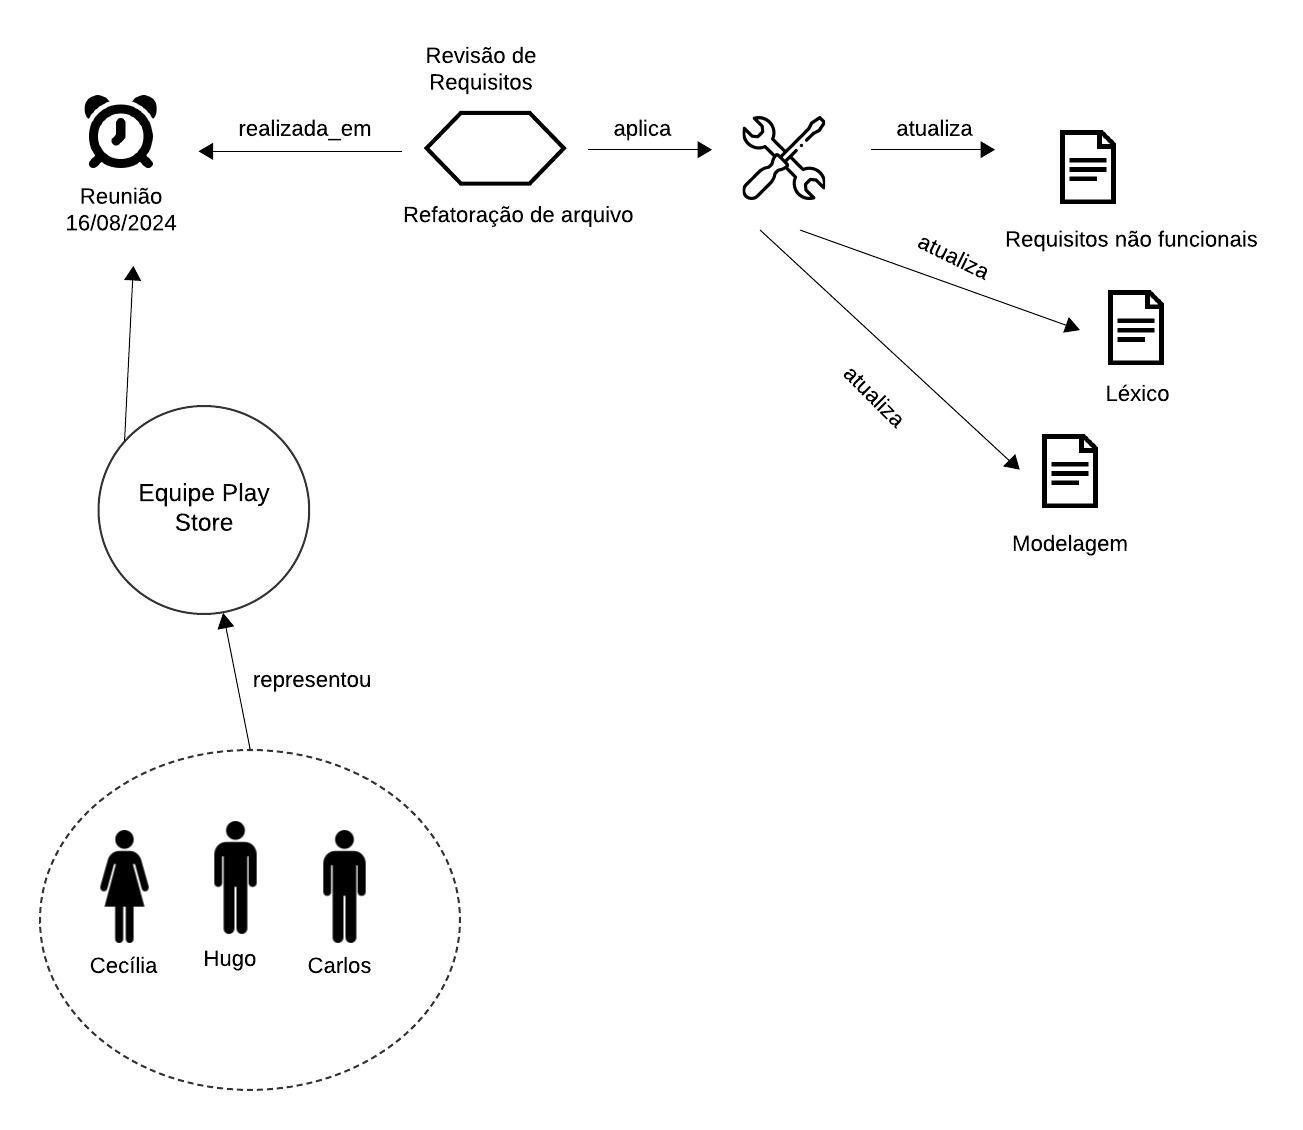 Revisão de
Requisitos
realizada_em
aplica
atualiza
Reunião
16/08/2024
Refatoração de arquivo
Requisitos não funcionais
atualiza
Léxico
atualiza
Modelagem
Equipe Play
Store
representou
Cecília
Hugo
Carlos